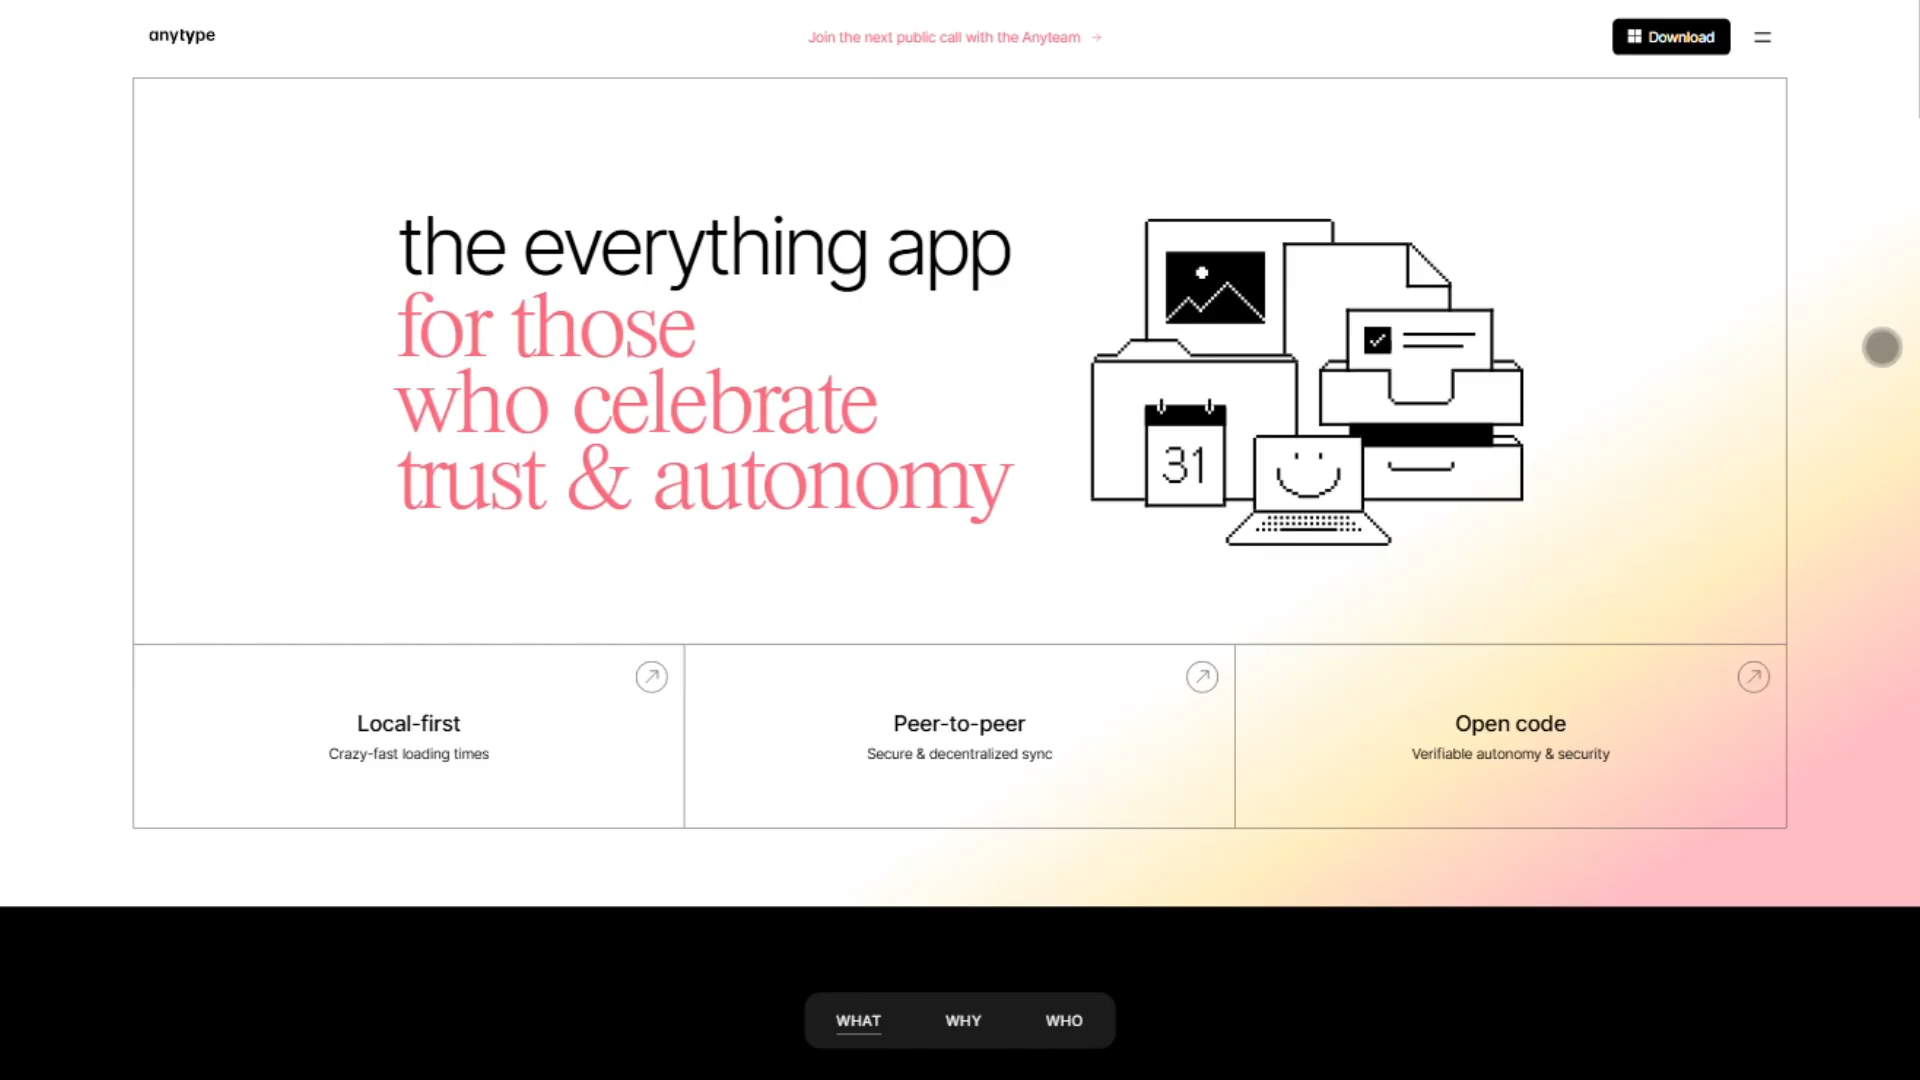 anytype
Join the next public call with the Anyteam →
Download
the everything app
for those
who celebrate
trust & autonomy
31
Local-first
Crazy-fast loading times
Peer-to-peer
Secure & decentralized sync
Open code
Verifiable autonomy & security
WHAT
WHY
WHO